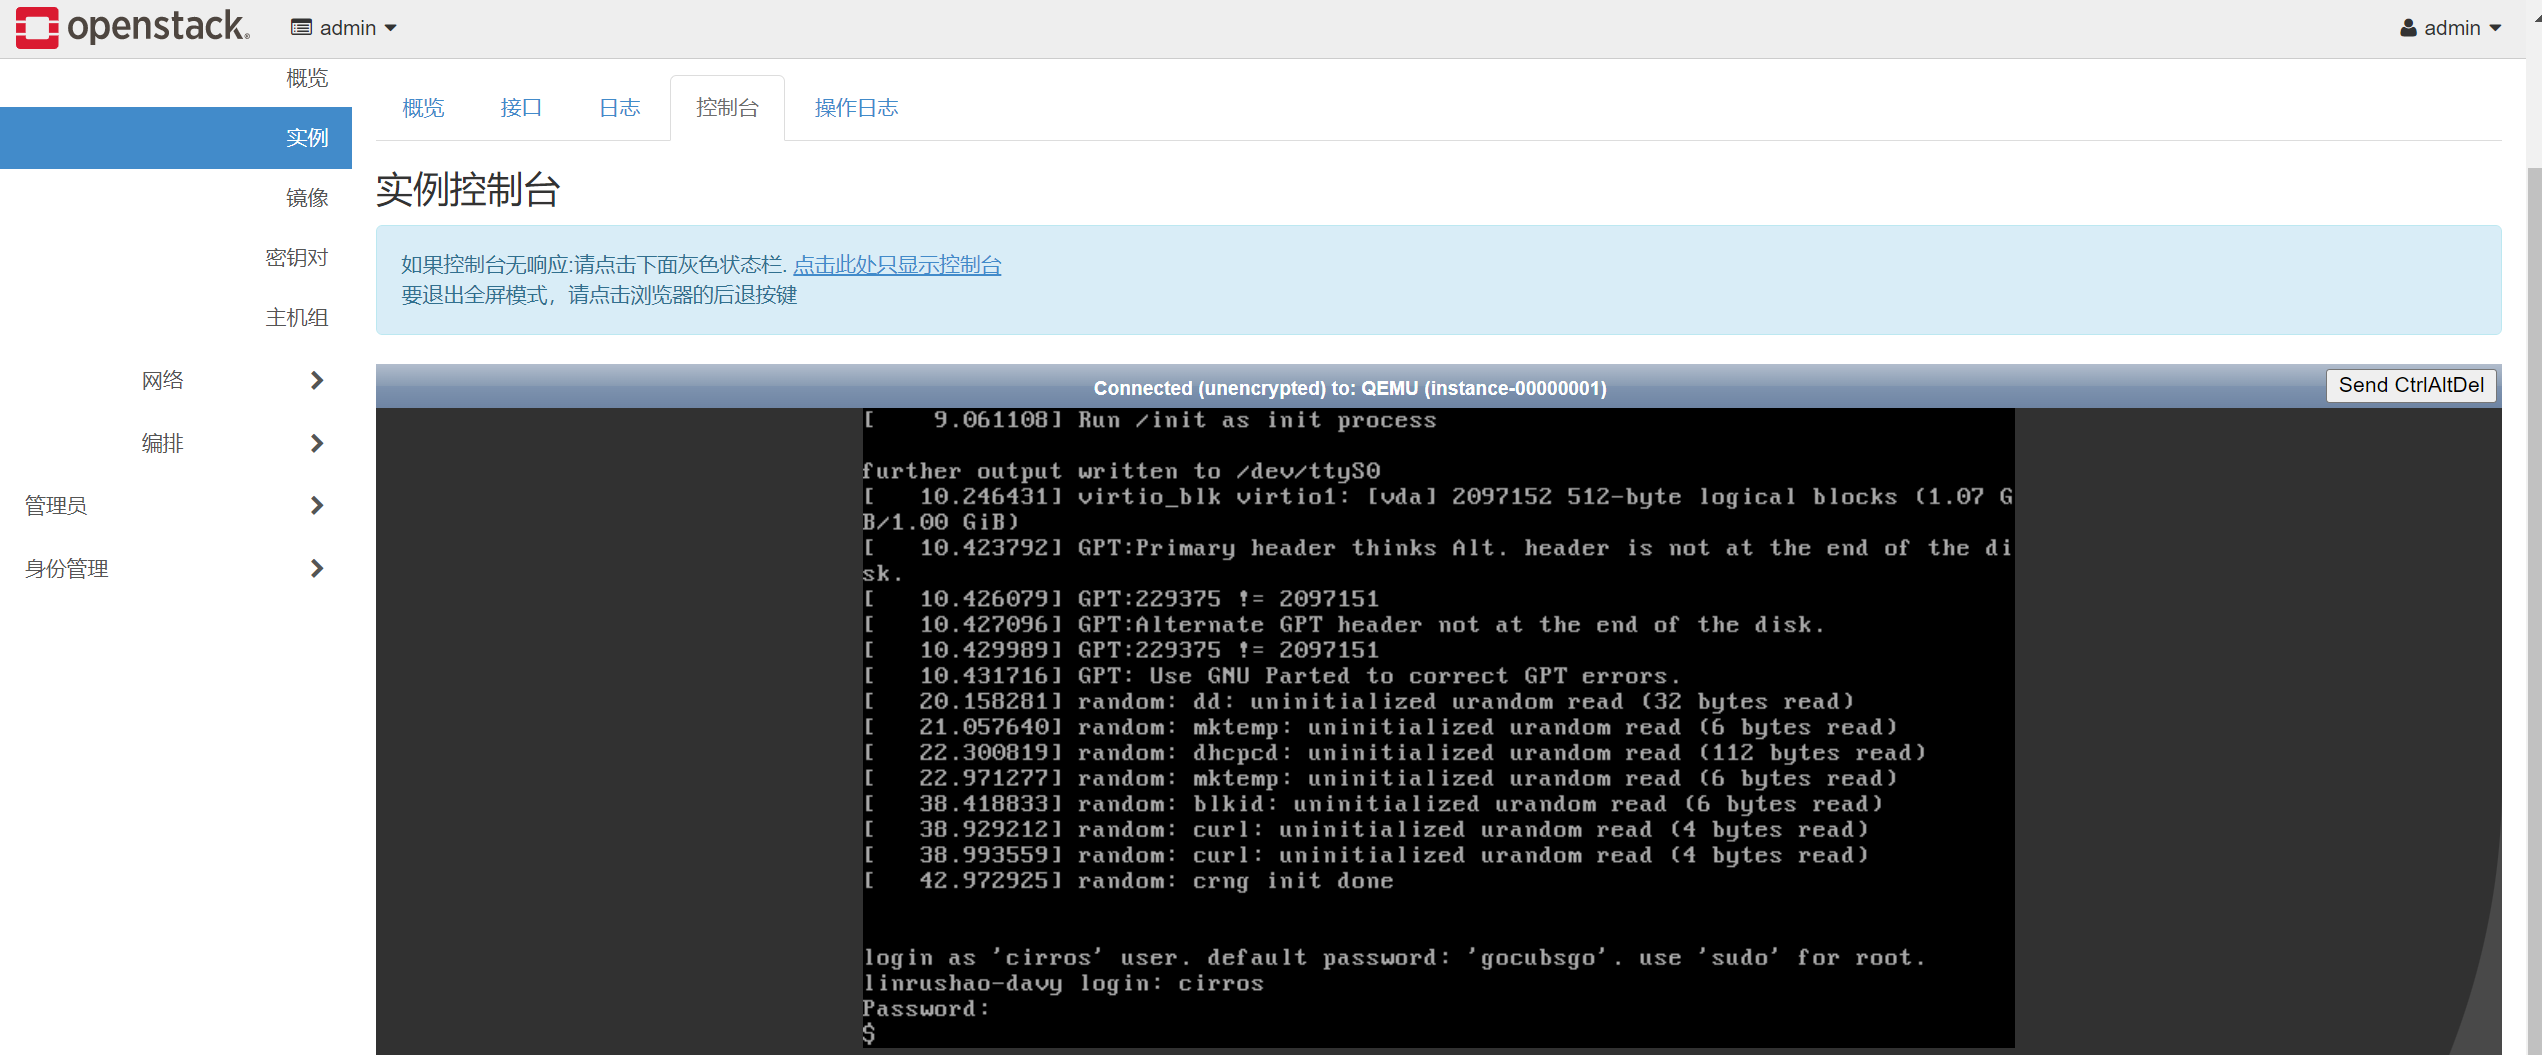 openstack.
admin
admin
概览
实例
镜像
密钥对
主机组
网络
编排
管理员
身份管理
概览 接口 日志 控制台 操作日志
实例控制台
如果控制台无响应:请点击下面灰色状态栏. 点击此处只显示控制台
要退出全屏模式，请点击浏览器的后退按键
Connected (unencrypted) to: QEMU (instance-00000001)
Send CtrlAltDel
[    9.061108] Run /init as init process
further output written to /dev/ttyS0
[   10.246431] virtio_blk virtio1: [vda] 2097152 512-byte logical blocks (1.07 G
B/1.00 GiB)
[   10.423792] GPT:Primary header thinks Alt. header is not at the end of the di
sk.
[   10.426079] GPT:229375 != 2097151
[   10.427096] GPT:Alternate GPT header not at the end of the disk.
[   10.429989] GPT:229375 != 2097151
[   10.431716] GPT: Use GNU Parted to correct GPT errors.
[   20.158281] random: dd: uninitialized urandom read (32 bytes read)
[   21.057640] random: mktemp: uninitialized urandom read (6 bytes read)
[   22.300819] random: dhcpcd: uninitialized urandom read (112 bytes read)
[   22.971277] random: mktemp: uninitialized urandom read (6 bytes read)
[   38.418833] random: blkid: uninitialized urandom read (6 bytes read)
[   38.929212] random: curl: uninitialized urandom read (4 bytes read)
[   38.993559] random: curl: uninitialized urandom read (4 bytes read)
[   42.972925] random: crng init done
login as 'cirros' user. default password: 'gocubsgo'. use 'sudo' for root.
linrushao-davy login: cirros
Password:
$